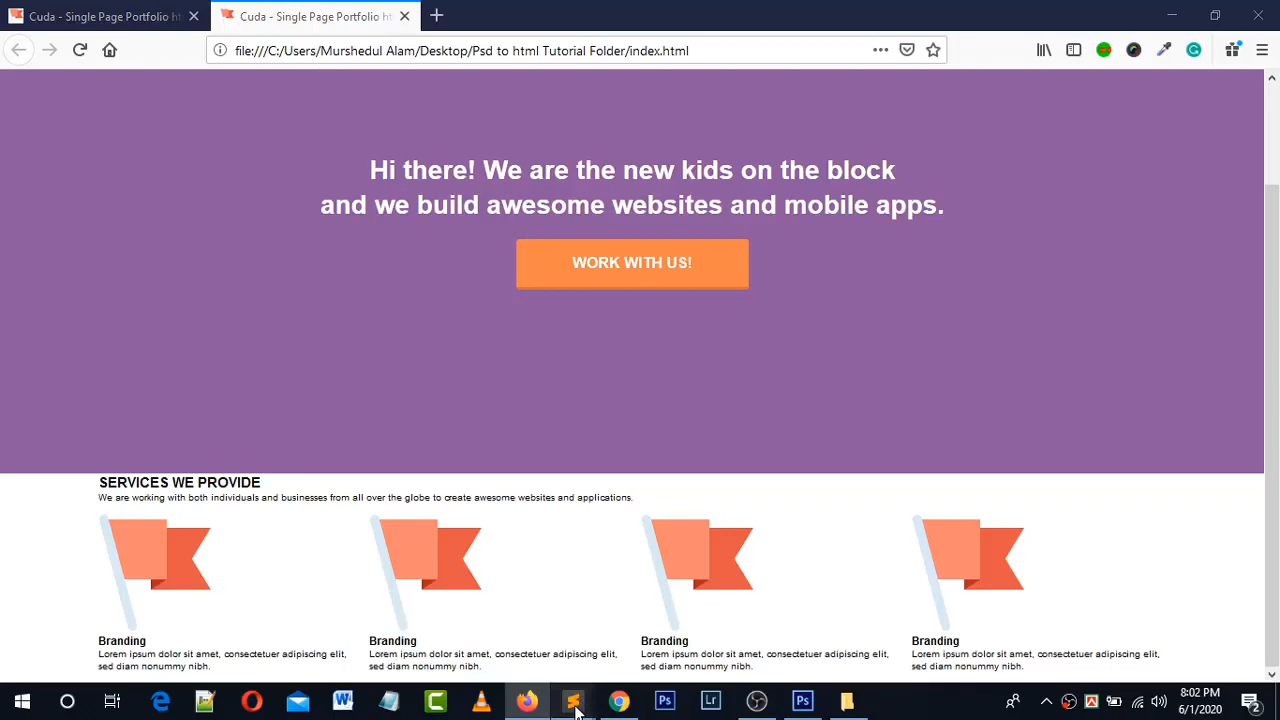 Cuda - Single Page Portfolio ht
Cuda - Single Page Portfolio ht
file:///C:/Users/Murshedul Alam/Desktop/Psd to html Tutorial Folder/index.html
Hi there! We are the new kids on the block
and we build awesome websites and mobile apps.
WORK WITH US!
SERVICES WE PROVIDE
We are working with both individuals and businesses from all over the globe to create awesome websites and applications.
Branding
Lorem ipsum dolor sit amet, consectetuer adipiscing elit,
sed diam nonummy nibh.
Branding
Lorem ipsum dolor sit amet, consectetuer adipiscing elit,
sed diam nonummy nibh.
Branding
Lorem ipsum dolor sit amet, consectetuer adipiscing elit,
sed diam nonummy nibh.
Branding
Lorem ipsum dolor sit amet, consectetuer adipiscing elit,
sed diam nonummy nibh.
Ps
Lr
Ps
8:02 PM
6/1/2020
2